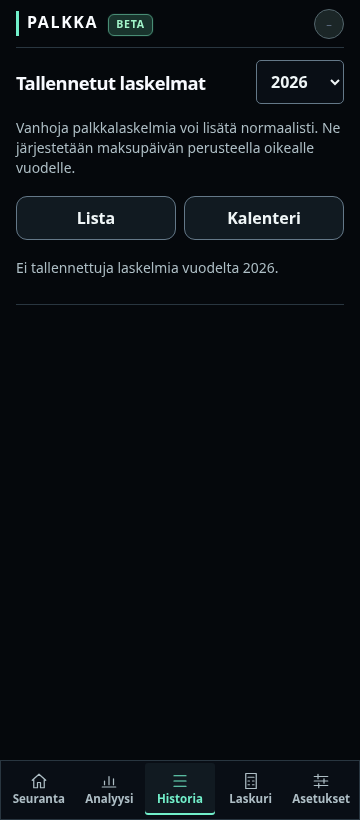 PALKKA BETA –
Tallennetut laskelmat 2026
Vanhoja palkkalaskelmia voi lisätä normaalisti. Ne
järjestetään maksupäivän perusteella oikealle
vuodelle.
Lista Kalenteri
Ei tallennettuja laskelmia vuodelta 2026.
Seuranta Analyysi Historia Laskuri Asetukset